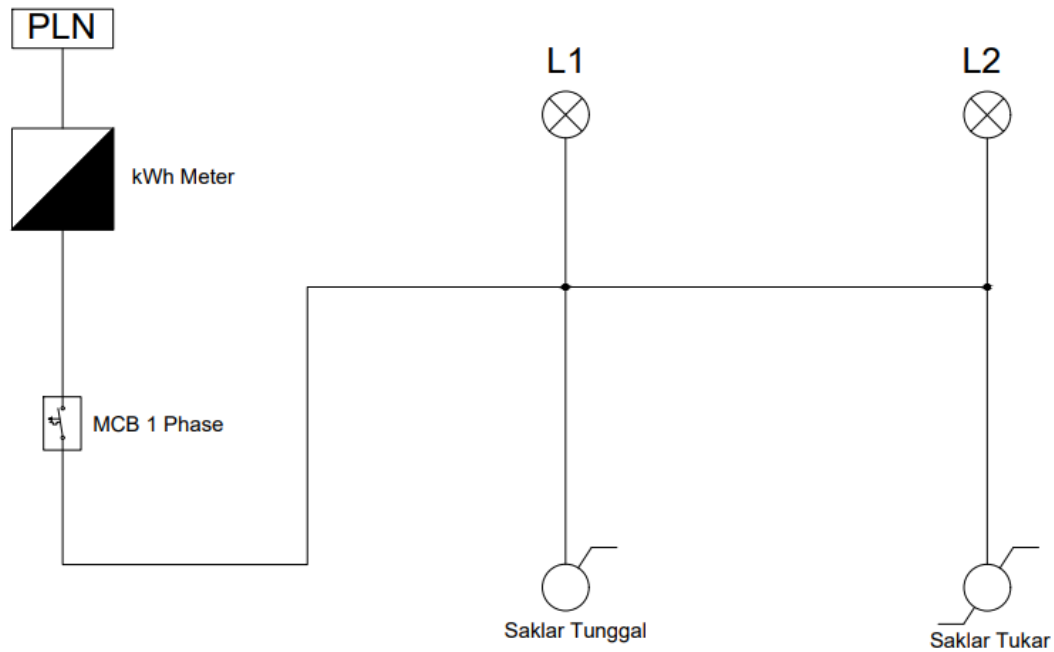 PLN
L1
L2
kWh Meter
MCB 1 Phase
Saklar Tunggal
Saklar Tukar